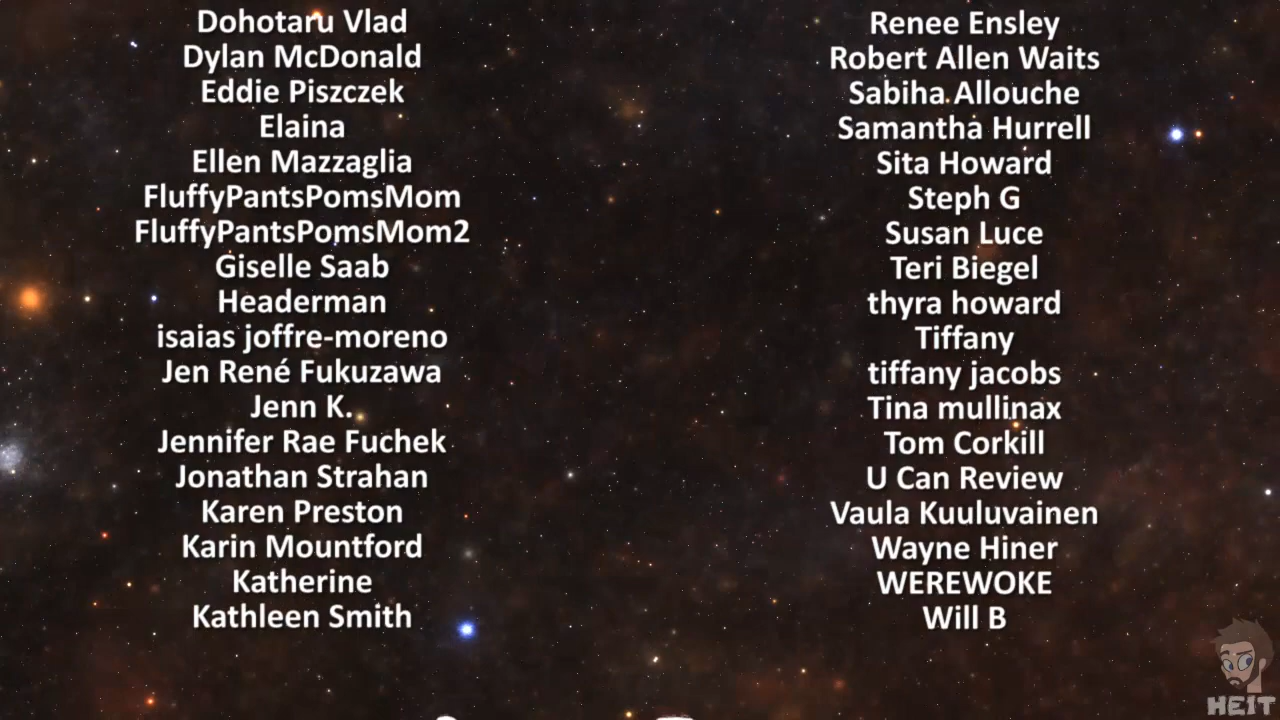 Dohotaru Vlad
Dylan McDonald
Eddie Piszczek
Elaina
Ellen Mazzaglia
FluffyPantsPomsMom
FluffyPantsPomsMom2
Giselle Saab
Headerman
isaias joffre-moreno
Jen René Fukuzawa
Jenn K.
Jennifer Rae Fuchek
Jonathan Strahan
Karen Preston
Karin Mountford
Katherine
Kathleen Smith
Renee Ensley
Robert Allen Waits
Sabiha Allouche
Samantha Hurrell
Sita Howard
Steph G
Susan Luce
Teri Biegel
thyra howard
Tiffany
tiffany jacobs
Tina mullinax
Tom Corkill
U Can Review
Vaula Kuuluvainen
Wayne Hiner
WEREWOKE
Will B
HEIT